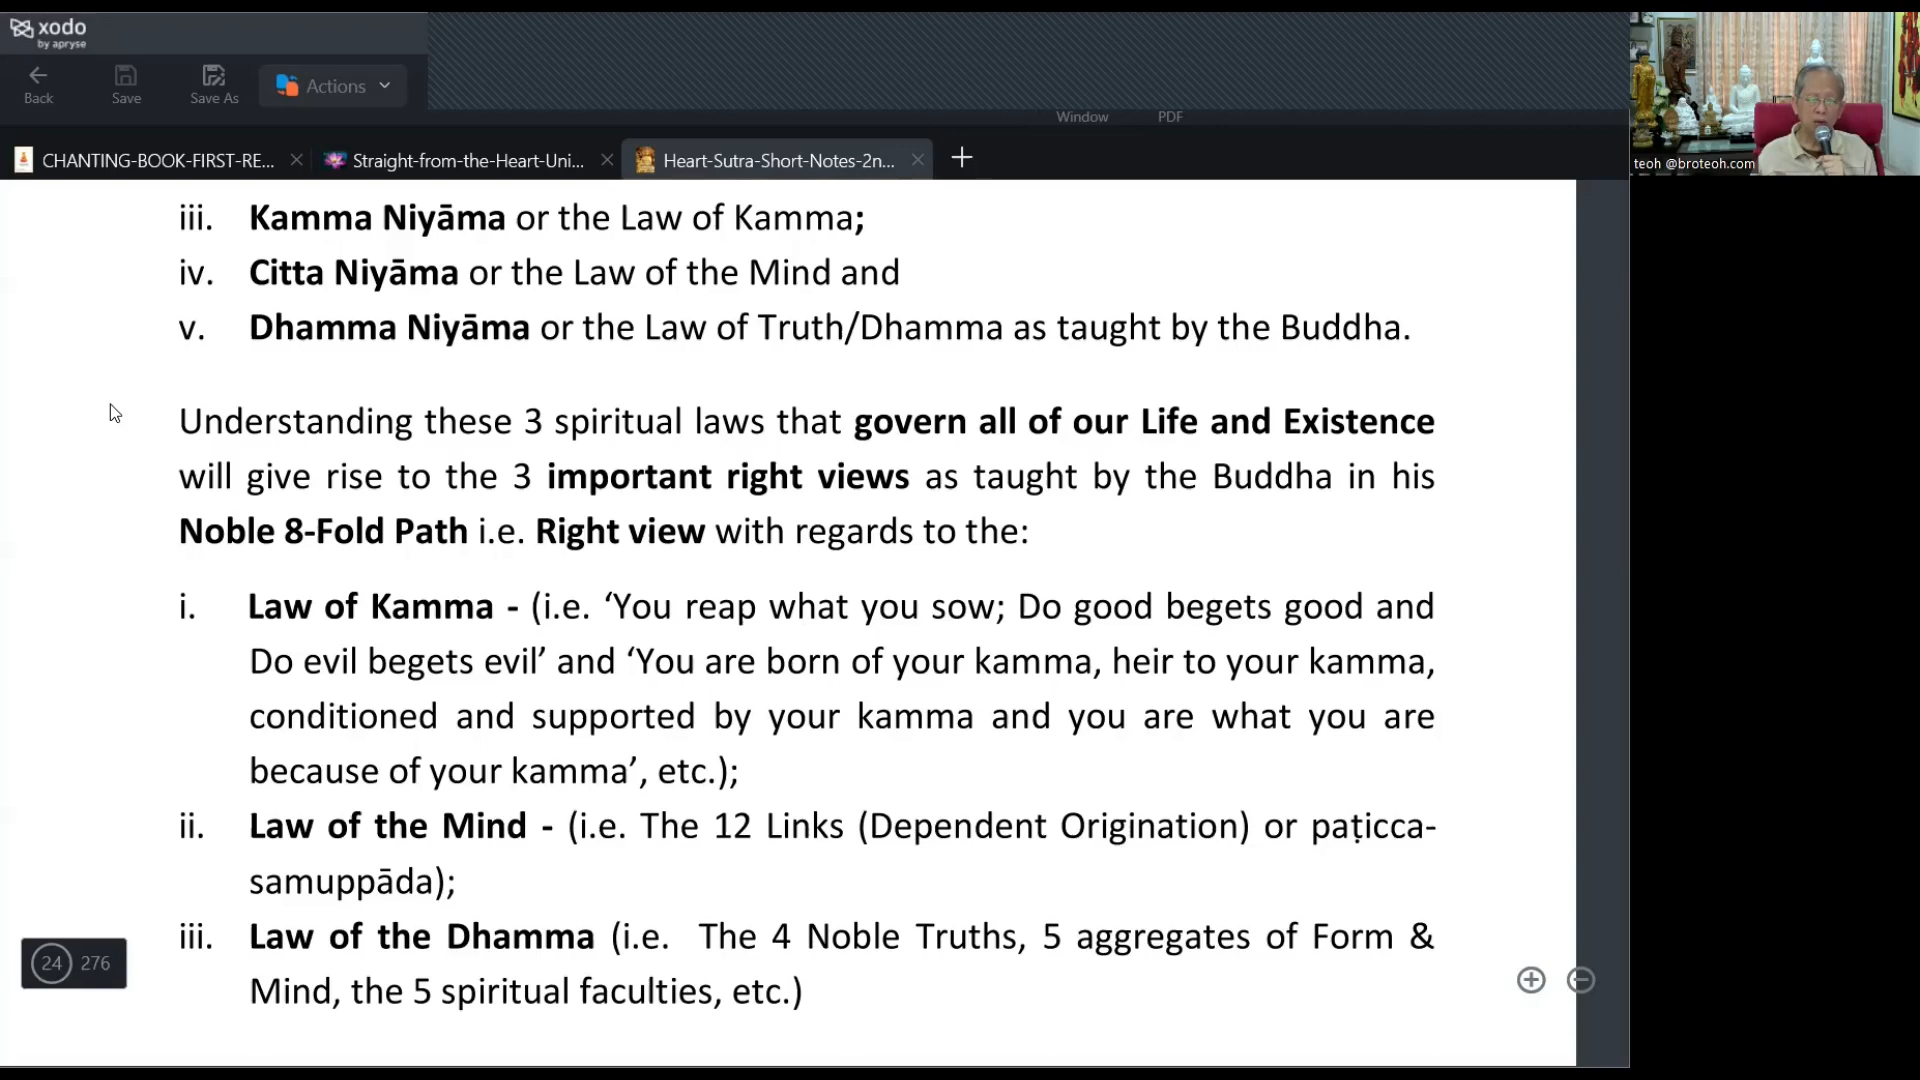 xodo
by apryse
Back
Save
Save As
Actions
Window
PDF
teoh @broteoh.com
CHANTING-BOOK-FIRST-RE...
Straight-from-the-Heart-Uni...
Heart-Sutra-Short-Notes-2n...
iii. Kamma Niyāma or the Law of Kamma;
iv. Citta Niyāma or the Law of the Mind and
v. Dhamma Niyāma or the Law of Truth/Dhamma as taught by the Buddha.
Understanding these 3 spiritual laws that govern all of our Life and Existence
will give rise to the 3 important right views as taught by the Buddha in his
Noble 8-Fold Path i.e. Right view with regards to the:
i. Law of Kamma - (i.e. ‘You reap what you sow; Do good begets good and
Do evil begets evil’ and ‘You are born of your kamma, heir to your kamma,
conditioned and supported by your kamma and you are what you are
because of your kamma’, etc.);
ii. Law of the Mind - (i.e. The 12 Links (Dependent Origination) or paṭicca-
samuppāda);
iii. Law of the Dhamma (i.e. The 4 Noble Truths, 5 aggregates of Form &
Mind, the 5 spiritual faculties, etc.)
24 276